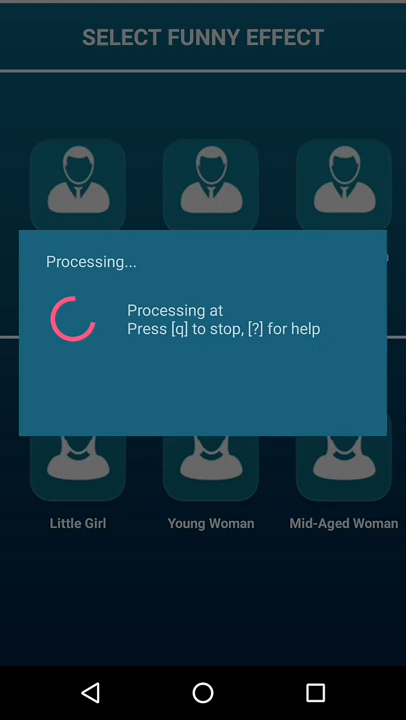 SELECT FUNNY EFFECT
Processing...
Processing at
Press [q] to stop, [?] for help
Little Girl
Young Woman
Mid-Aged Woman